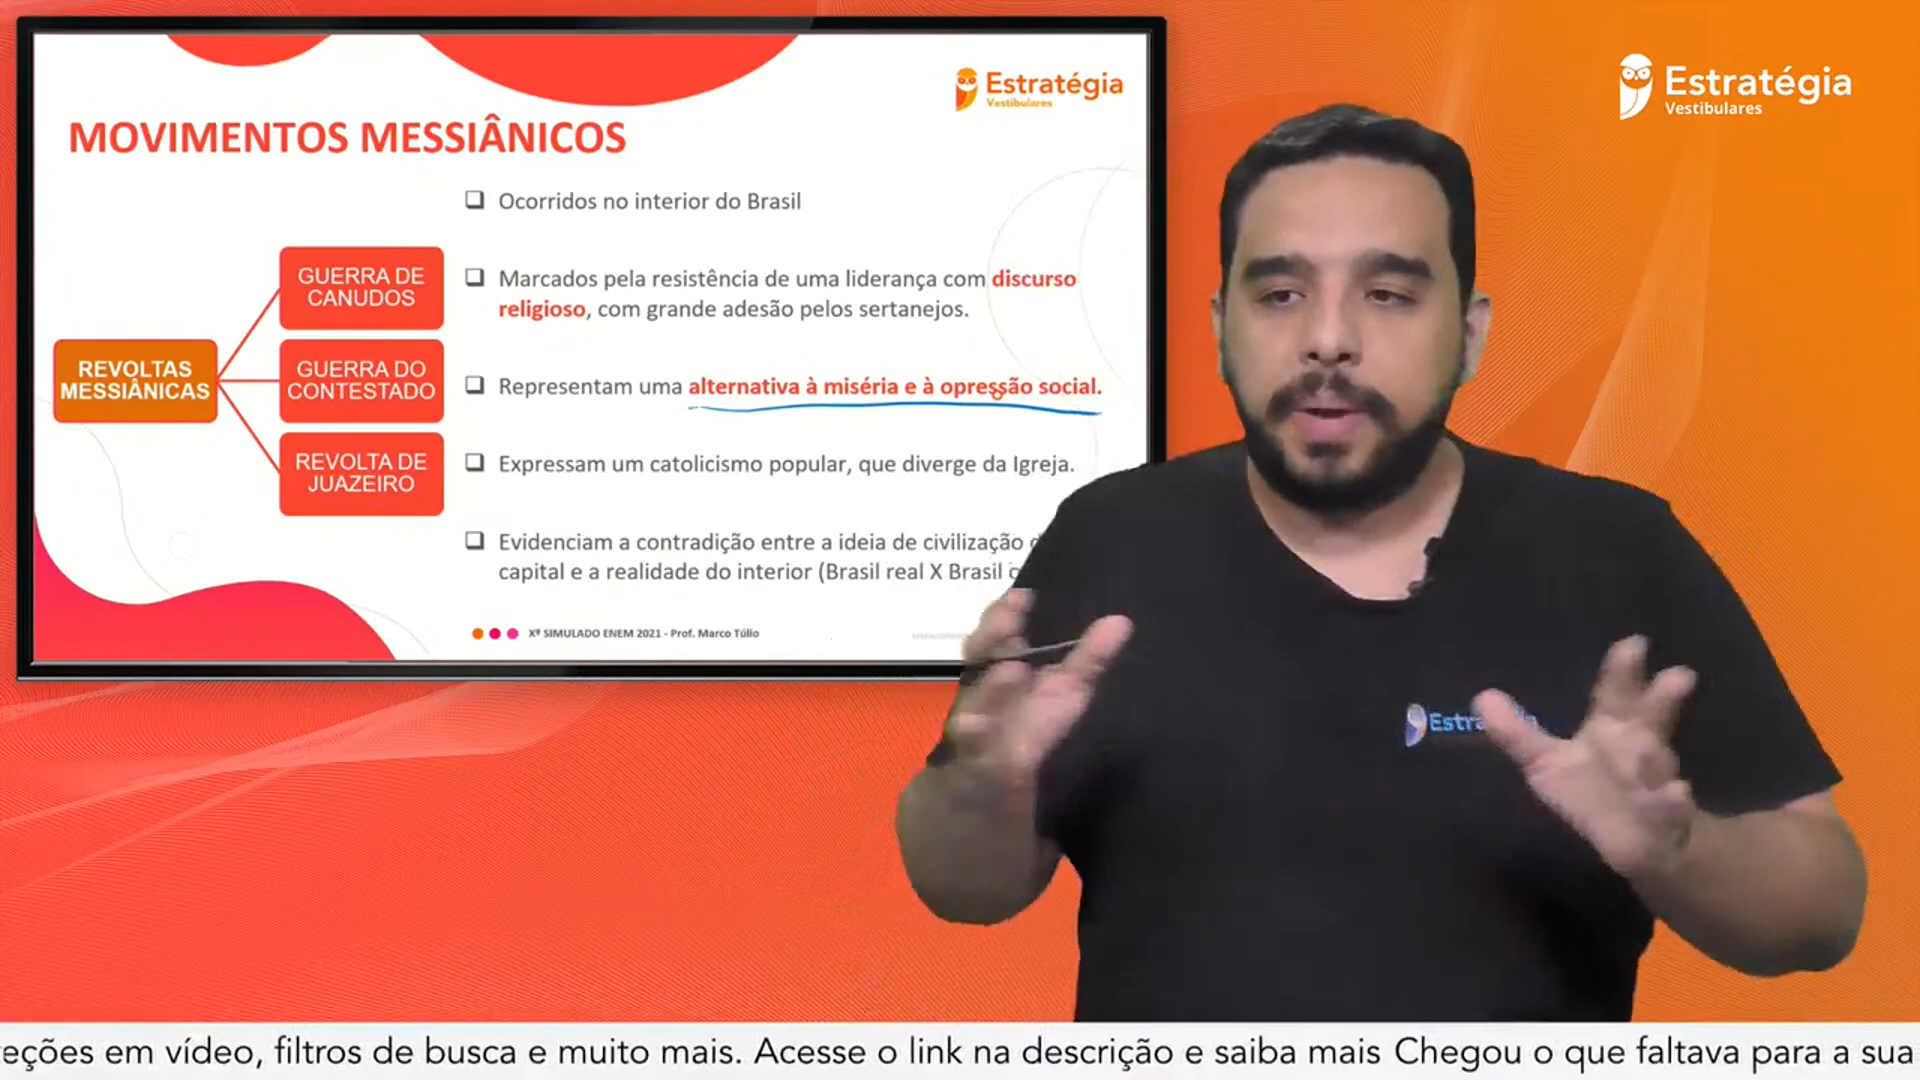 Estratégia
Vestibulares
Estratégia
Vestibulares
MOVIMENTOS MESSIÂNICOS
Ocorridos no interior do Brasil
GUERRA DE
CANUDOS
Marcados pela resistência de uma liderança com discurso
religioso, com grande adesão pelos sertanejos.
REVOLTAS
MESSIÂNICAS
GUERRA DO
CONTESTADO
Representam uma alternativa à miséria e à opressão social.
REVOLTA DE
JUAZEIRO
Expressam um catolicismo popular, que diverge da Igreja.
Evidenciam a contradição entre a ideia de civilização
capital e a realidade do interior (Brasil real X Brasil
Xº SIMULADO ENEM 2021 - Prof. Marco Túlio
eções em vídeo, filtros de busca e muito mais. Acesse o link na descrição e saiba mais Chegou o que faltava para a sua